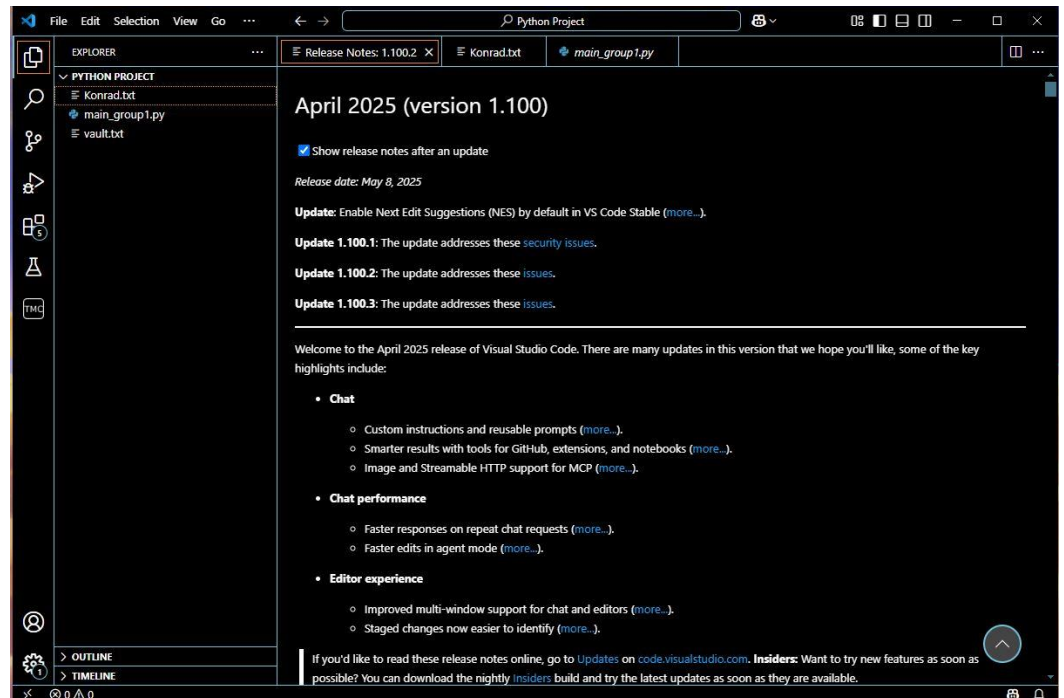 File Edit Selection View Go ···
Python Project
EXPLORER ···
PYTHON PROJECT
Konrad.txt
main_group1.py
vault.txt
OUTLINE
TIMELINE
5
TMC
1
0 0
Release Notes: 1.100.2
Konrad.txt
main_group1.py
···
April 2025 (version 1.100)
Show release notes after an update
Release date: May 8, 2025
Update: Enable Next Edit Suggestions (NES) by default in VS Code Stable (more...).
Update 1.100.1: The update addresses these security issues.
Update 1.100.2: The update addresses these issues.
Update 1.100.3: The update addresses these issues.
Welcome to the April 2025 release of Visual Studio Code. There are many updates in this version that we hope you'll like, some of the key
highlights include:
• Chat
Custom instructions and reusable prompts (more...).
Smarter results with tools for GitHub, extensions, and notebooks (more...).
Image and Streamable HTTP support for MCP (more...).
• Chat performance
Faster responses on repeat chat requests (more...).
Faster edits in agent mode (more...).
• Editor experience
Improved multi-window support for chat and editors (more...).
Staged changes now easier to identify (more...).
If you'd like to read these release notes online, go to Updates on code.visualstudio.com. Insiders: Want to try new features as soon as
possible? You can download the nightly Insiders build and try the latest updates as soon as they are available.